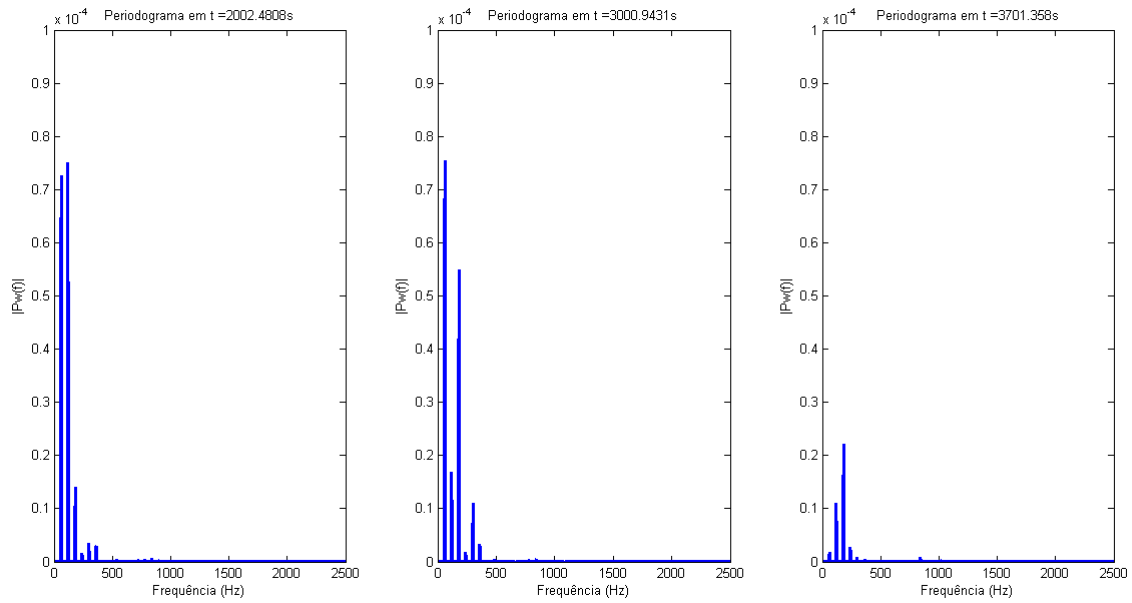 Periodograma em t =2002.4808s
x 10-4
1
0.9
0.8
0.7
0.6
0.5
0.4
0.3
0.2
0.1
0
|Pw(f)|
0 500 1000 1500 2000 2500
Frequência (Hz)
Periodograma em t =3000.9431s
x 10-4
1
0.9
0.8
0.7
0.6
0.5
0.4
0.3
0.2
0.1
0
|Pw(f)|
0 500 1000 1500 2000 2500
Frequência (Hz)
Periodograma em t =3701.358s
x 10-4
1
0.9
0.8
0.7
0.6
0.5
0.4
0.3
0.2
0.1
0
|Pw(f)|
0 500 1000 1500 2000 2500
Frequência (Hz)